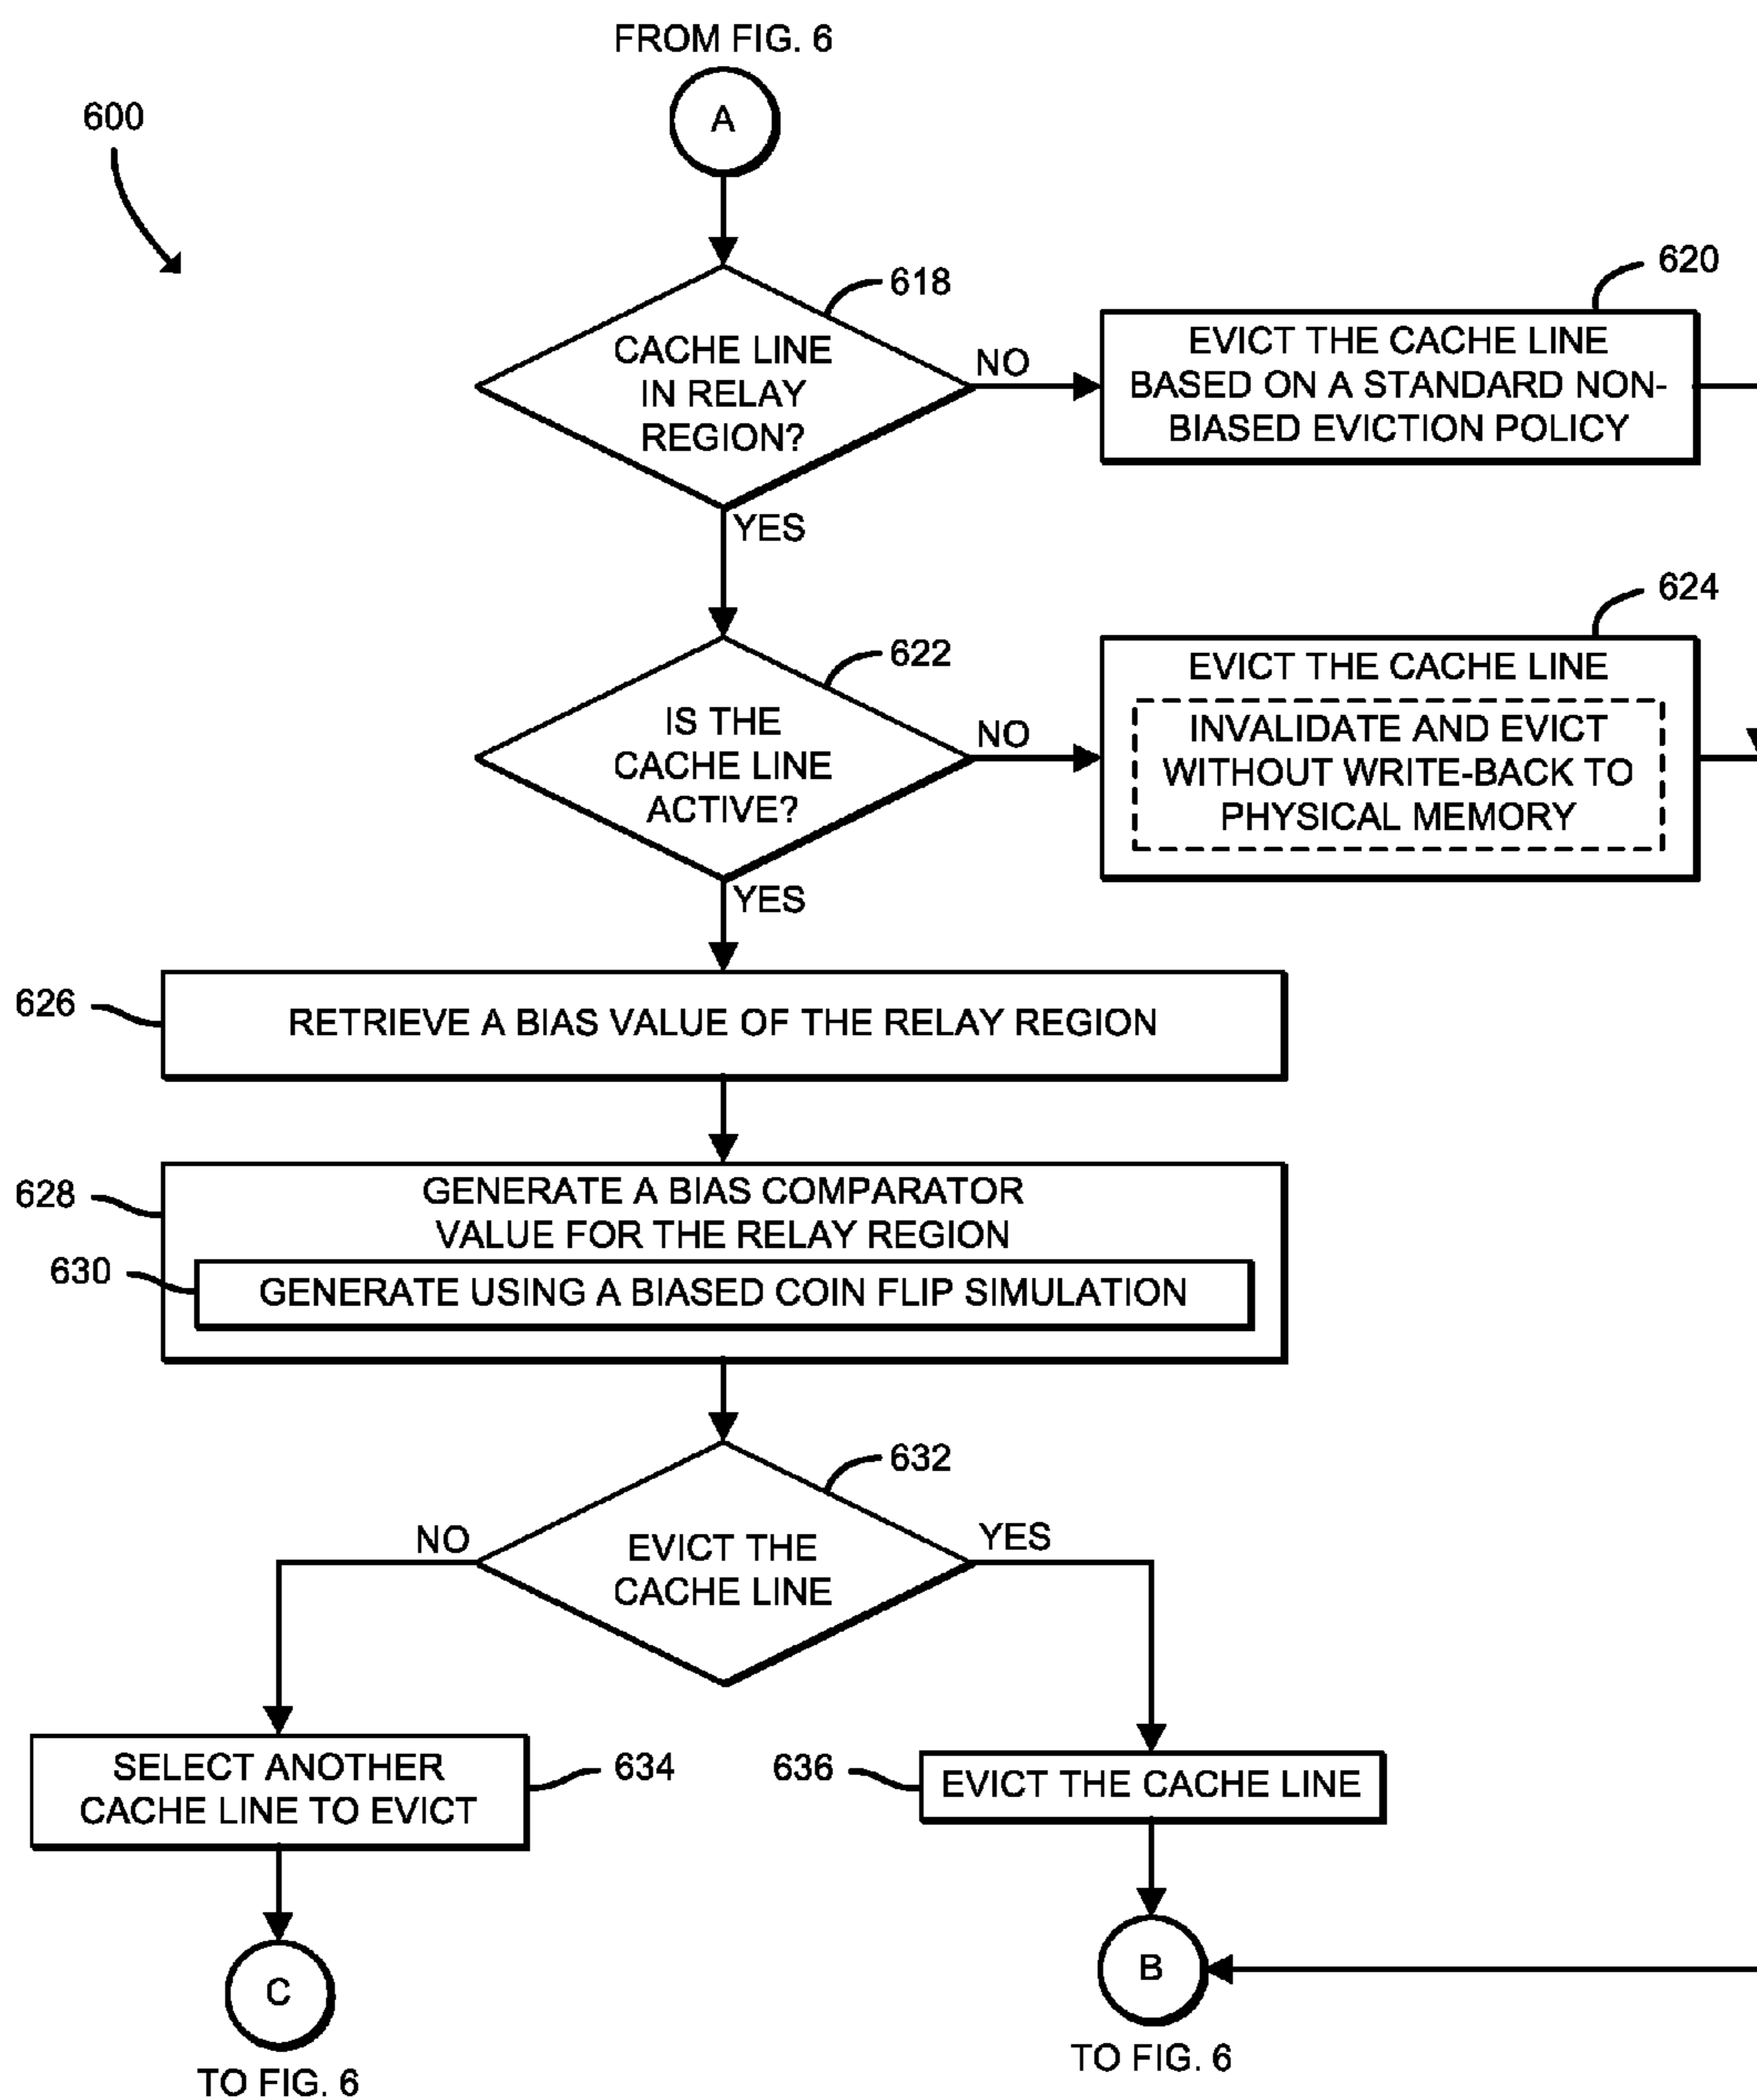 FROM FIG. 6
A
600
618
620
CACHE LINE
IN RELAY
REGION?
NO
EVICT THE CACHE LINE
BASED ON A STANDARD NON-
BIASED EVICTION POLICY
YES
622
624
IS THE
CACHE LINE
ACTIVE?
NO
EVICT THE CACHE LINE
INVALIDATE AND EVICT
WITHOUT WRITE-BACK TO
PHYSICAL MEMORY
YES
626
RETRIEVE A BIAS VALUE OF THE RELAY REGION
628
GENERATE A BIAS COMPARATOR
VALUE FOR THE RELAY REGION
630
GENERATE USING A BIASED COIN FLIP SIMULATION
632
NO
EVICT THE
CACHE LINE
YES
SELECT ANOTHER
CACHE LINE TO EVICT
634
636
EVICT THE CACHE LINE
C
TO FIG. 6
B
TO FIG. 6